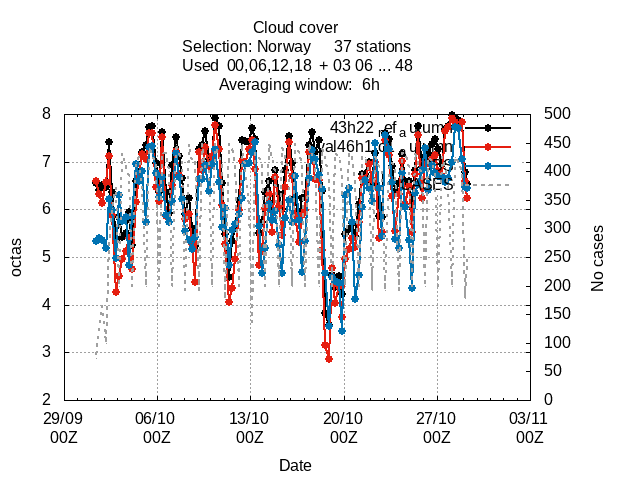 Cloud cover
Selection: Norway 37 stations
Used 00,06,12,18 + 03 06 ... 48
Averaging window: 6h
octas
No cases
8
7
6
5
4
3
2
500
450
400
350
300
250
200
150
100
50
0
43h22
29/09 06/10 13/10 20/10 27/10 03/11
00Z 00Z 00Z 00Z 00Z 00Z
Date